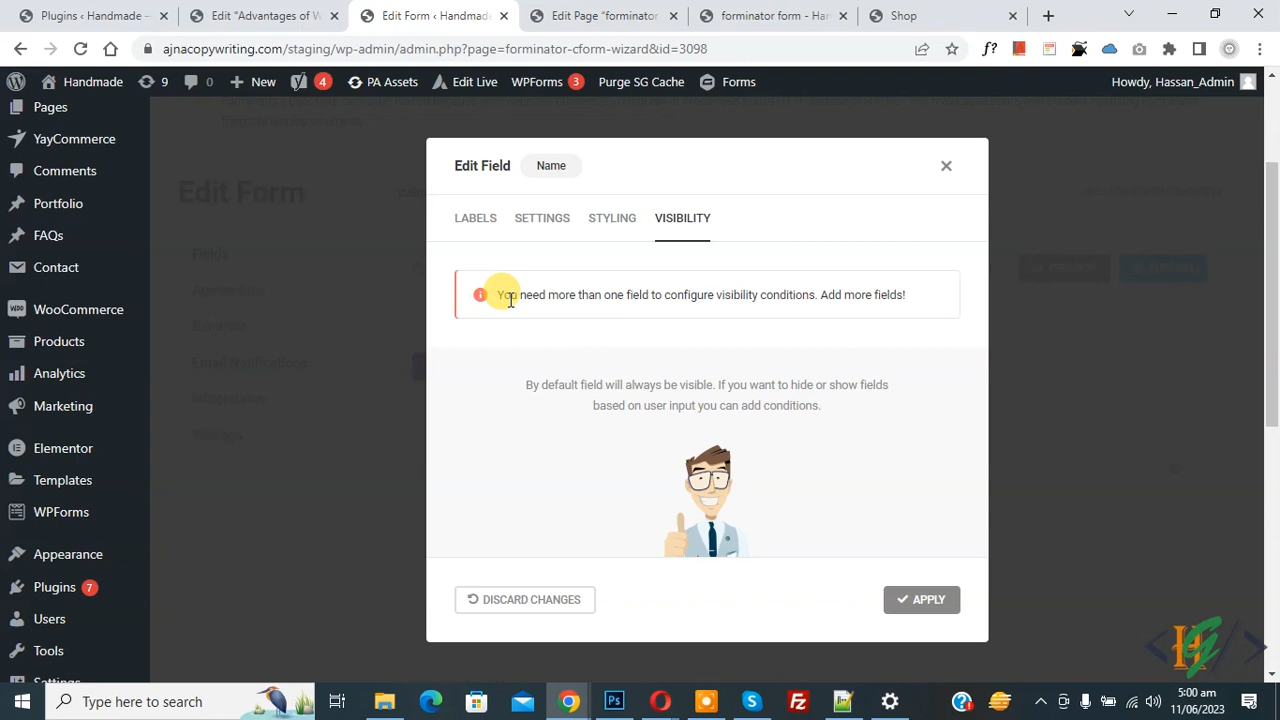 Plugins ‹ Handmade —
Edit "Advantages of W
Edit Form ‹ Handmade
Edit Page "forminator
forminator form - Han
Shop
ajnacopywriting.com/staging/wp-admin/admin.php?page=forminator-cform-wizard&id=3098
Handmade 9 0 New 4 PA Assets Edit Live WPForms 3 Purge SG Cache Forms Howdy, Hassan_Admin
Pages
YayCommerce
Comments
Portfolio
FAQs
Contact
WooCommerce
Products
Analytics
Marketing
Elementor
Templates
WPForms
Appearance
Plugins 7
Users
Tools
Settings
Edit Form
Fields
Email Notifications
Edit Field Name
LABELS SETTINGS STYLING VISIBILITY
You need more than one field to configure visibility conditions. Add more fields!
By default field will always be visible. If you want to hide or show fields
based on user input you can add conditions.
DISCARD CHANGES
APPLY
Type here to search
5:00 am
11/06/2023